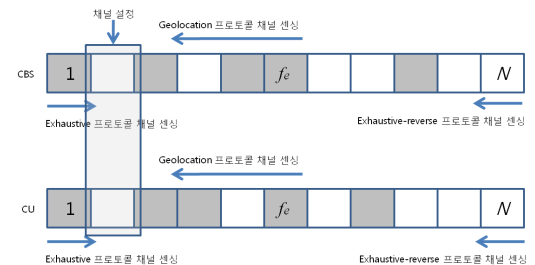 채널 설정
Geolocation 프로토콜 채널 센싱
CBS 1 fe N
Exhaustive 프로토콜 채널 센싱 Exhaustive-reverse 프로토콜 채널 센싱
Geolocation 프로토콜 채널 센싱
CU 1 fe N
Exhaustive 프로토콜 채널 센싱 Exhaustive-reverse 프로토콜 채널 센싱